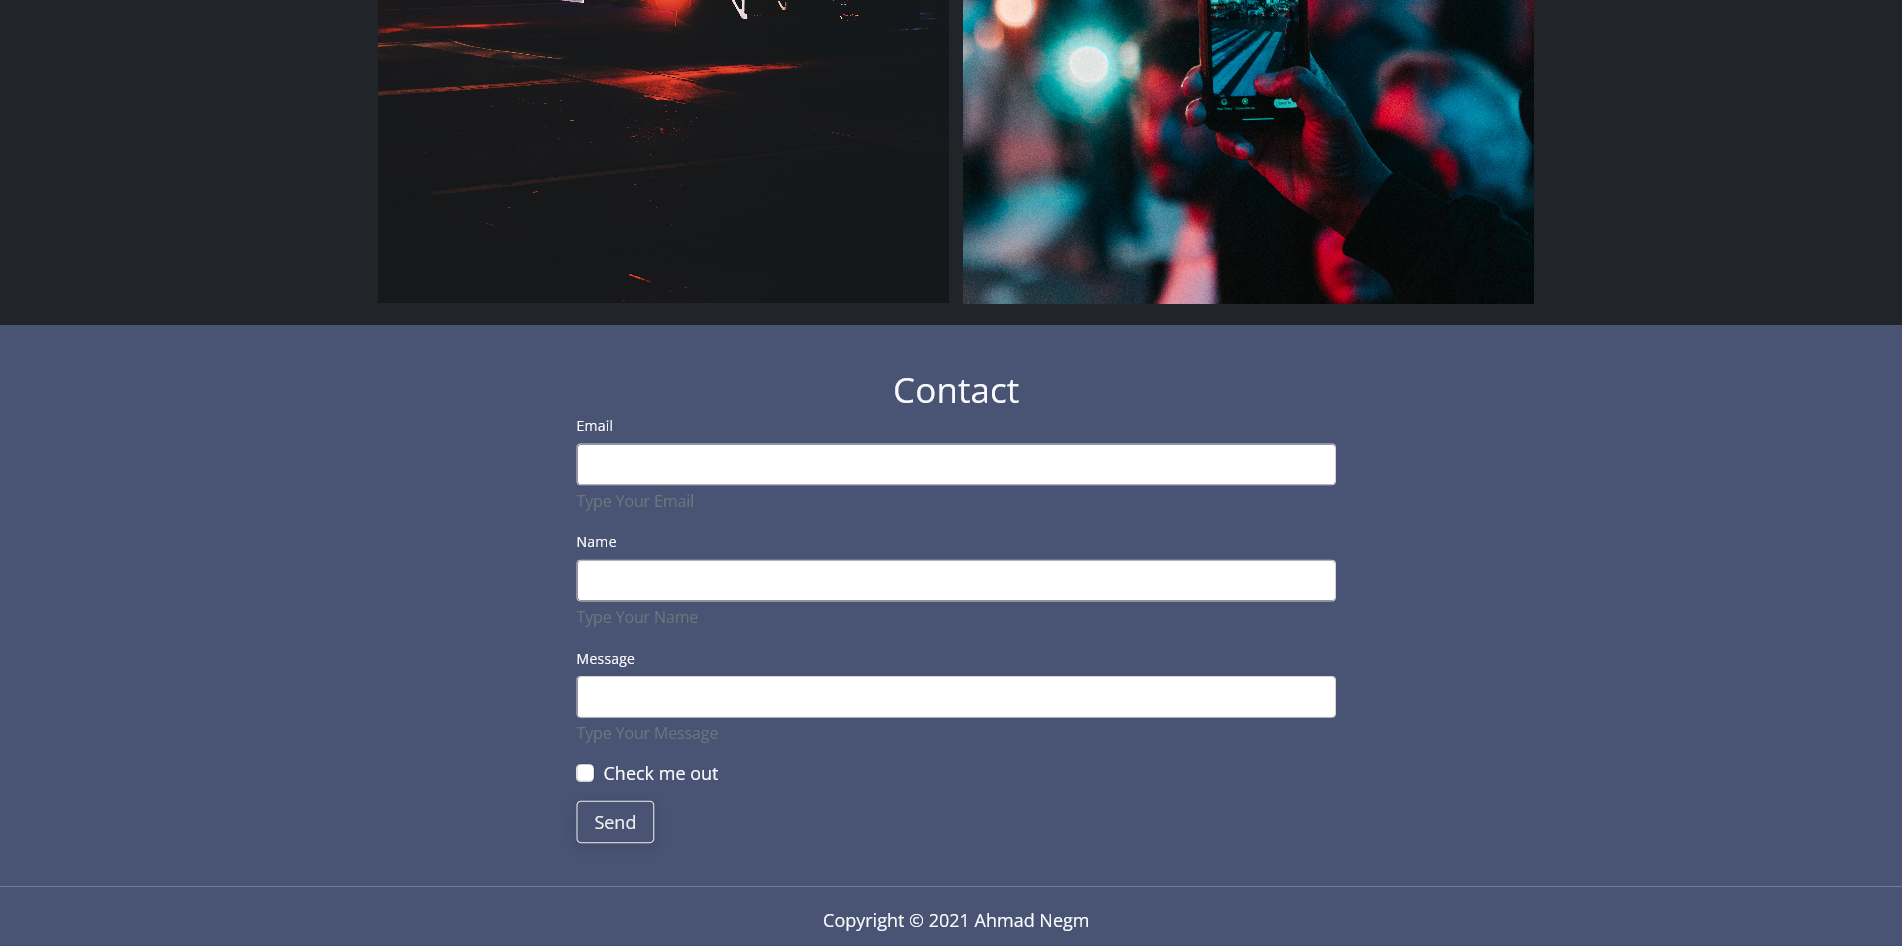 Contact
Email
Type Your Email
Name
Type Your Name
Message
Type Your Message
Check me out
Send
Copyright © 2021 Ahmad Negm